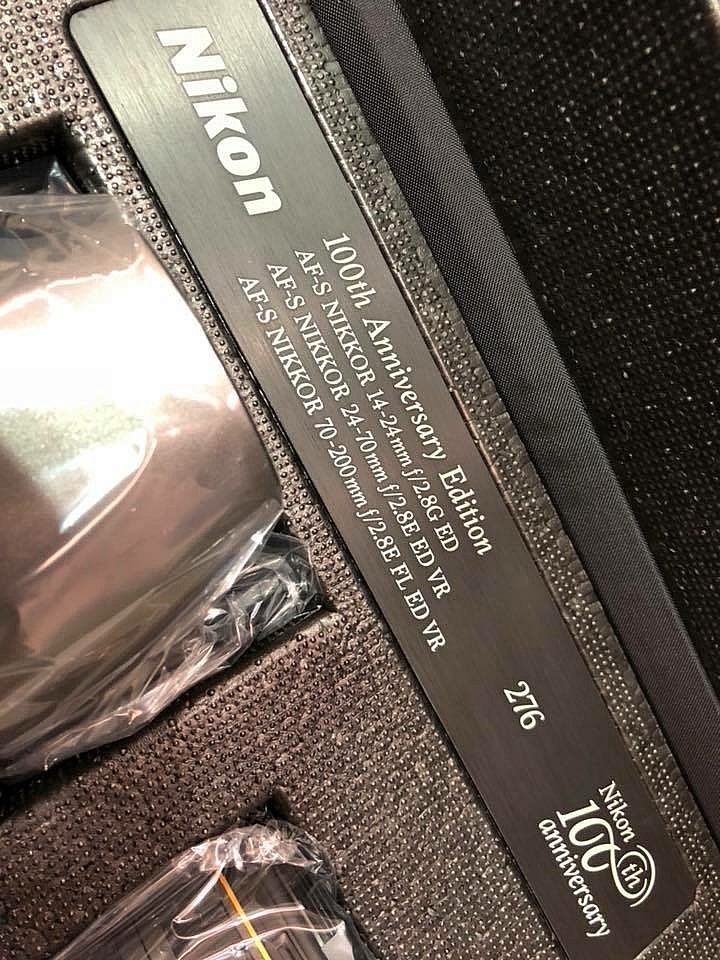 Nikon
100th Anniversary Edition
AF-S NIKKOR 14-24mm f/2.8G ED
AF-S NIKKOR 24-70mm f/2.8E ED VR
AF-S NIKKOR 70-200mm f/2.8E FL ED VR
276
Nikon
100th
anniversary